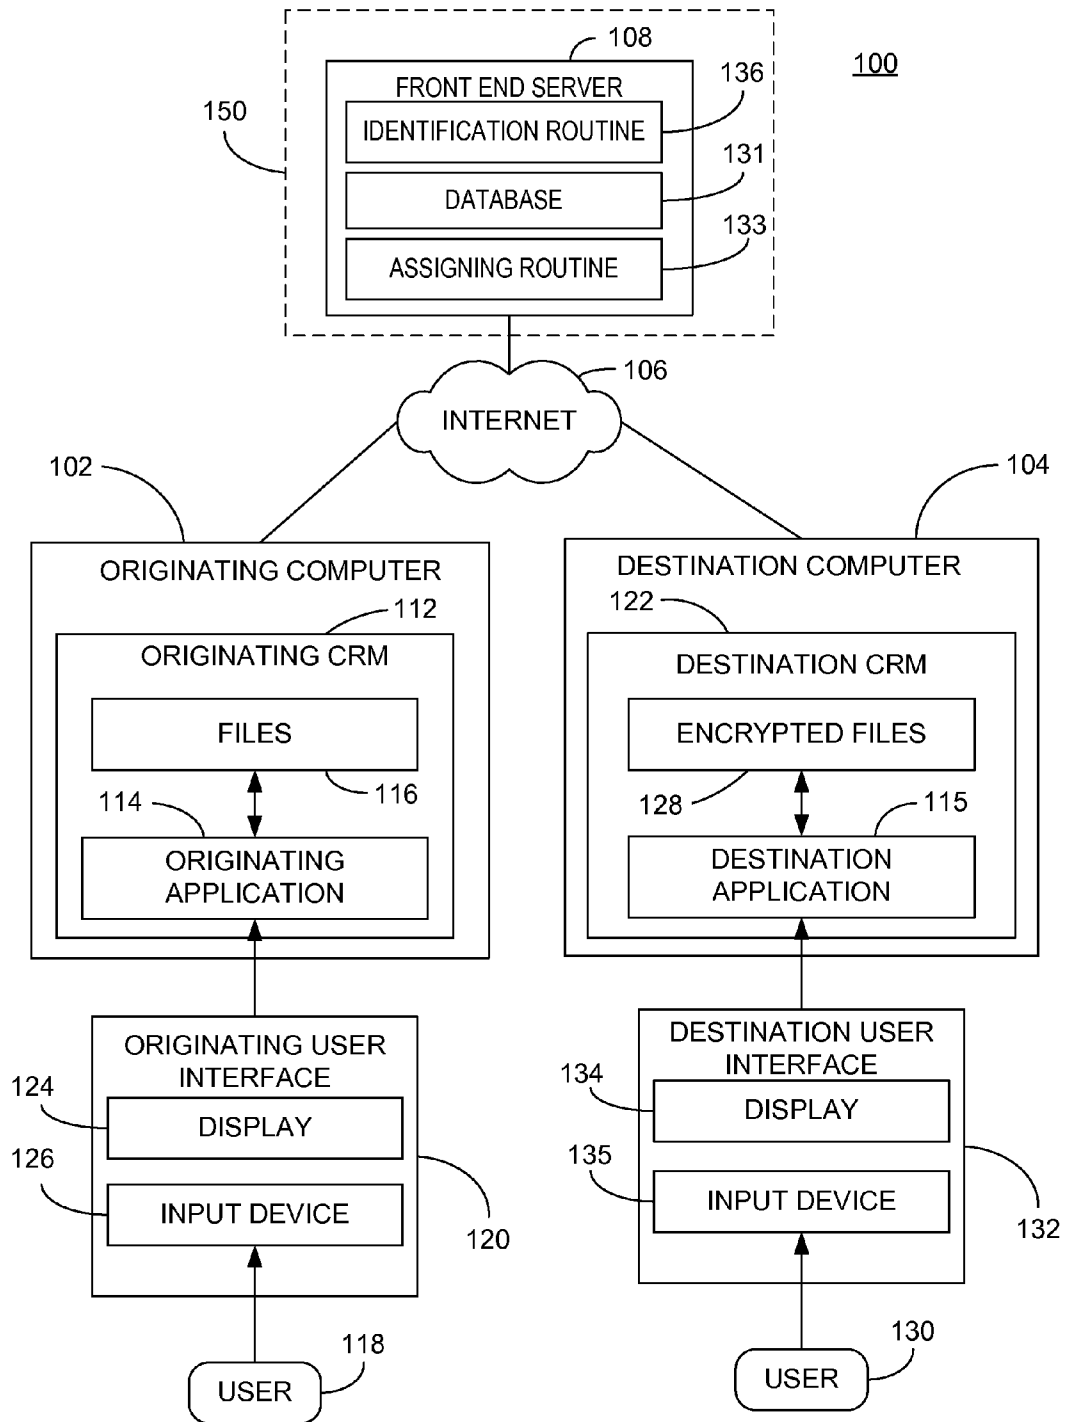 108
100
FRONT END SERVER
136
150
IDENTIFICATION ROUTINE
131
DATABASE
133
ASSIGNING ROUTINE
106
INTERNET
102
104
ORIGINATING COMPUTER
DESTINATION COMPUTER
112
122
ORIGINATING CRM
DESTINATION CRM
FILES
ENCRYPTED FILES
114
116
128
115
ORIGINATING
APPLICATION
DESTINATION
APPLICATION
ORIGINATING USER
INTERFACE
DESTINATION USER
INTERFACE
124
134
DISPLAY
DISPLAY
126
135
INPUT DEVICE
INPUT DEVICE
120
132
118
130
USER
USER